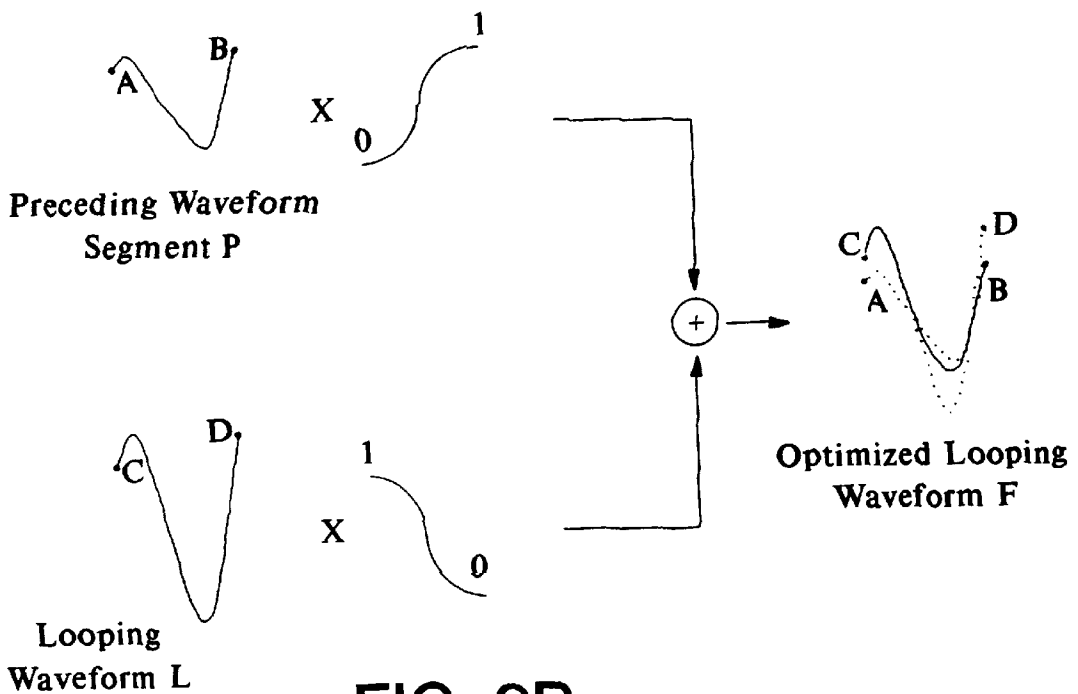 A
B
X
0
1
Preceding Waveform
Segment P
+
C
A
D
B
Optimized Looping
Waveform F
C
D
X
1
0
Looping
Waveform L